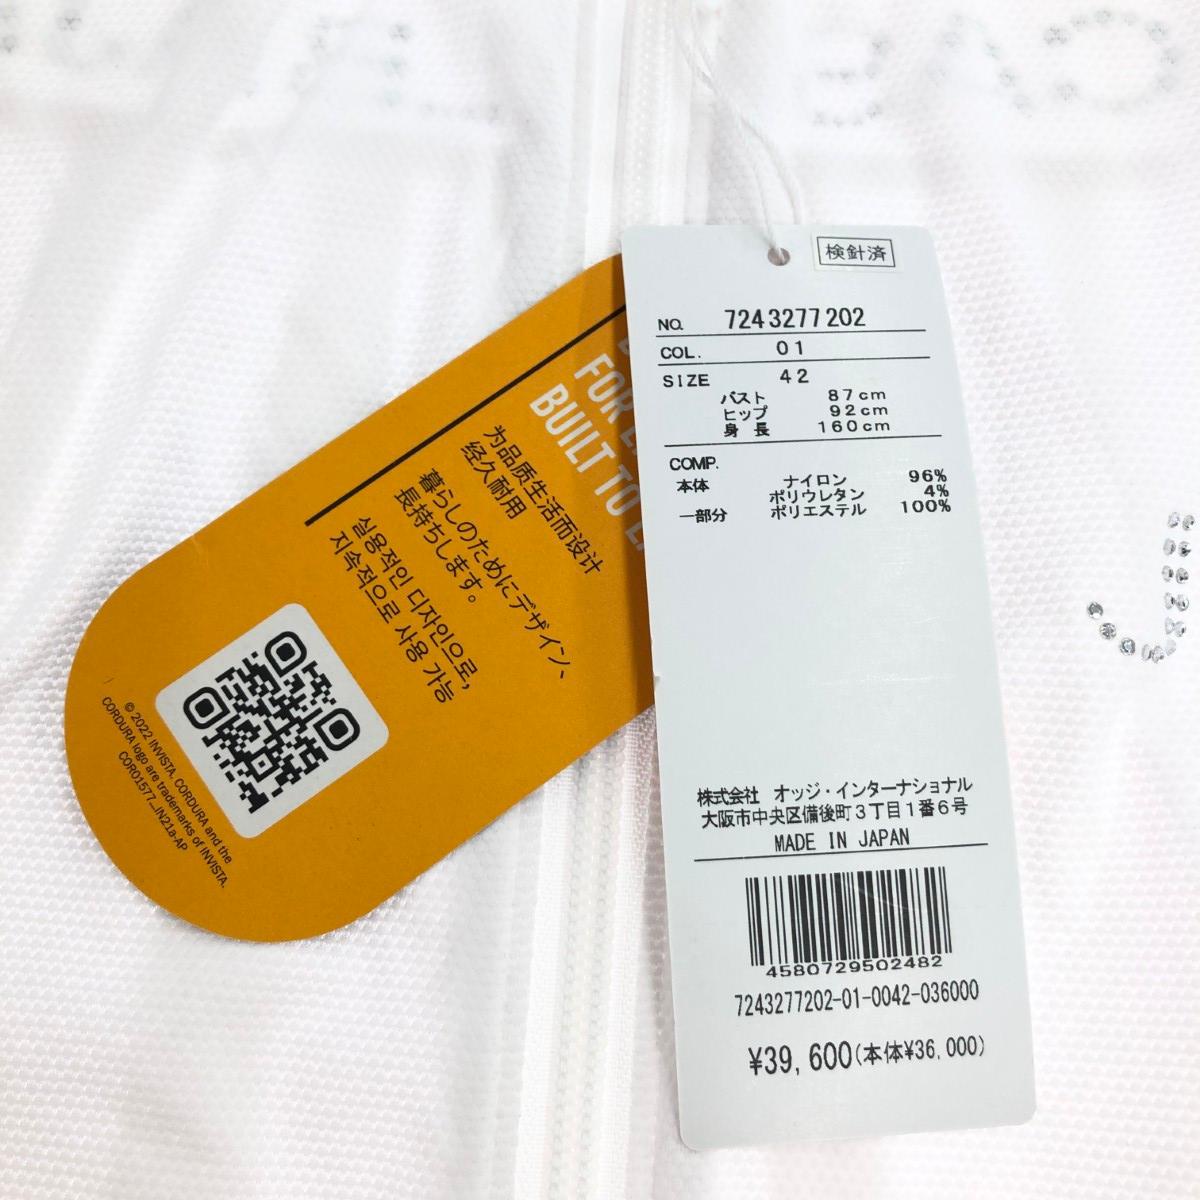 検針済
NO. 7243277202
COL. 01
SIZE 42
バスト 87cm
ヒップ 92cm
身長 160cm
COMP.
本体 ナイロン 96%
ポリウレタン 4%
一部分 ポリエステル 100%
株式会社 オッジ・インターナショナル
大阪市中央区備後町3丁目1番6号
MADE IN JAPAN
4580729502482
7243277202-01-0042-036000
¥39,600(本体¥36,000)
FOR
BUILT TO
为品质生活而设计
经久耐用
暮らしのためにデザイン、
長持ちします。
실용적인 디자인으로,
지속적으로 사용 가능
© 2022 INVISTA. CORDURA and the
CORDURA logo are trademarks of INVISTA.
COR01577_IN21a-AP